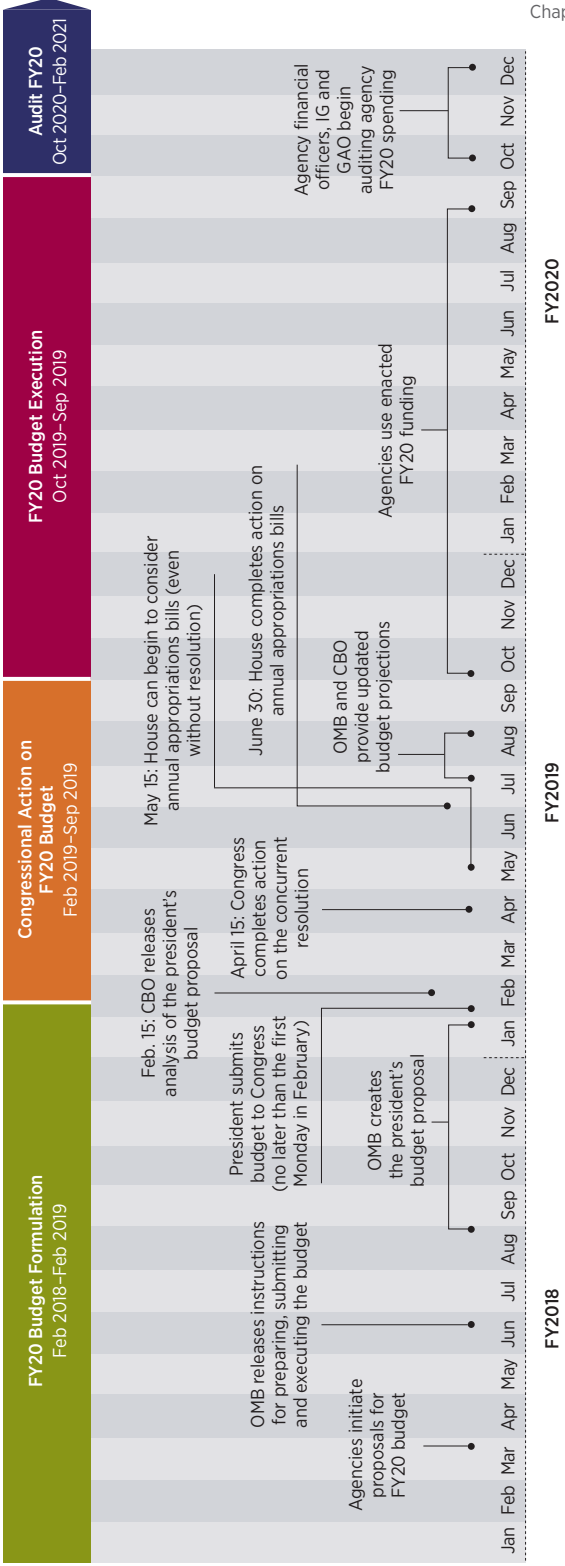 Chap
FY20 Budget Formulation
Feb 2018–Feb 2019
Congressional Action on
FY20 Budget
Feb 2019–Sep 2019
FY20 Budget Execution
Oct 2019–Sep 2019
Audit FY20
Oct 2020–Feb 2021
Agencies initiate
proposals for
FY20 budget
OMB releases instructions
for preparing, submitting
and executing the budget
OMB creates
the president's
budget proposal
President submits
budget to Congress
(no later than the first
Monday in February)
Feb. 15: CBO releases
analysis of the president's
budget proposal
April 15: Congress
completes action
on the concurrent
resolution
May 15: House can begin to consider
annual appropriations bills (even
without resolution)
June 30: House completes action on
annual appropriations bills
OMB and CBO
provide updated
budget projections
Agencies use enacted
FY20 funding
Agency financial
officers, IG and
GAO begin
auditing agency
FY20 spending
Jan Feb Mar Apr May Jun Jul Aug Sep Oct Nov Dec Jan Feb Mar Apr May Jun Jul Aug Sep Oct Nov Dec Jan Feb Mar Apr May Jun Jul Aug Sep Oct Nov Dec
FY2018 FY2019 FY2020